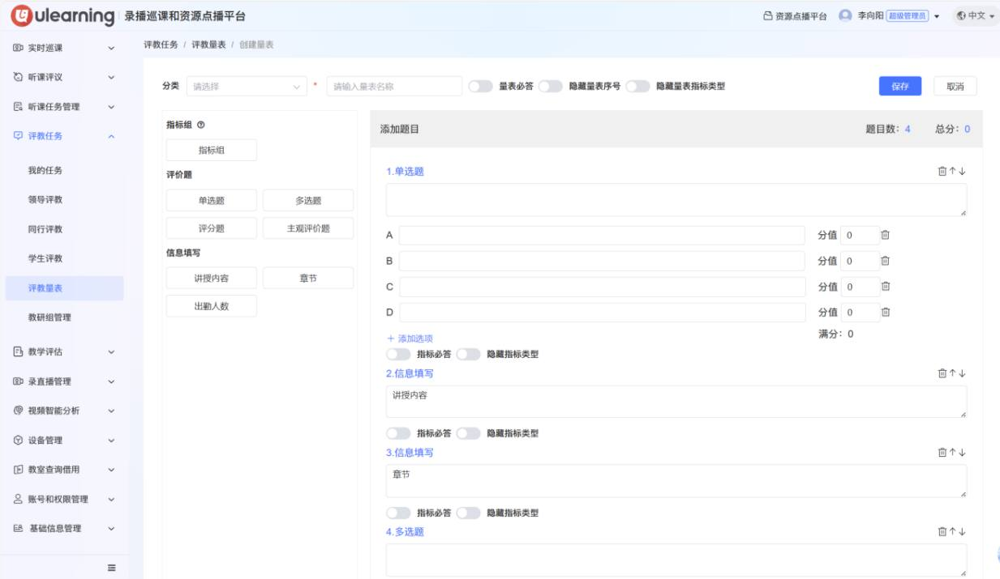 ulearning 录播巡课和资源点播平台
资源点播平台 李向阳 超级管理员 中文
实时巡课
听课评议
听课任务管理
评教任务
我的任务
领导评教
同行评教
学生评教
评教量表
教研组管理
教学评估
录直播管理
视频智能分析
设备管理
教室查询借用
账号和权限管理
基础信息管理
评教任务 / 评教量表 / 创建量表
分类 请选择 * 请输入量表名称 量表必答 隐藏量表序号 隐藏量表指标类型 保存 取消
指标组
指标组
评价题
单选题 多选题
评分题 主观评价题
信息填写
讲授内容 章节
出勤人数
添加题目 题目数：4 总分：0
1.单选题
A 分值 0
B 分值 0
C 分值 0
D 分值 0
+ 添加选项 满分：0
指标必答 隐藏指标类型
2.信息填写
讲授内容
指标必答 隐藏指标类型
3.信息填写
章节
指标必答 隐藏指标类型
4.多选题